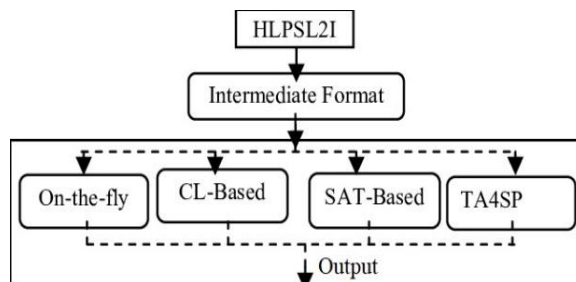 HLPSL2I
Intermediate Format
On-the-fly
CL-Based
SAT-Based
TA4SP
Output